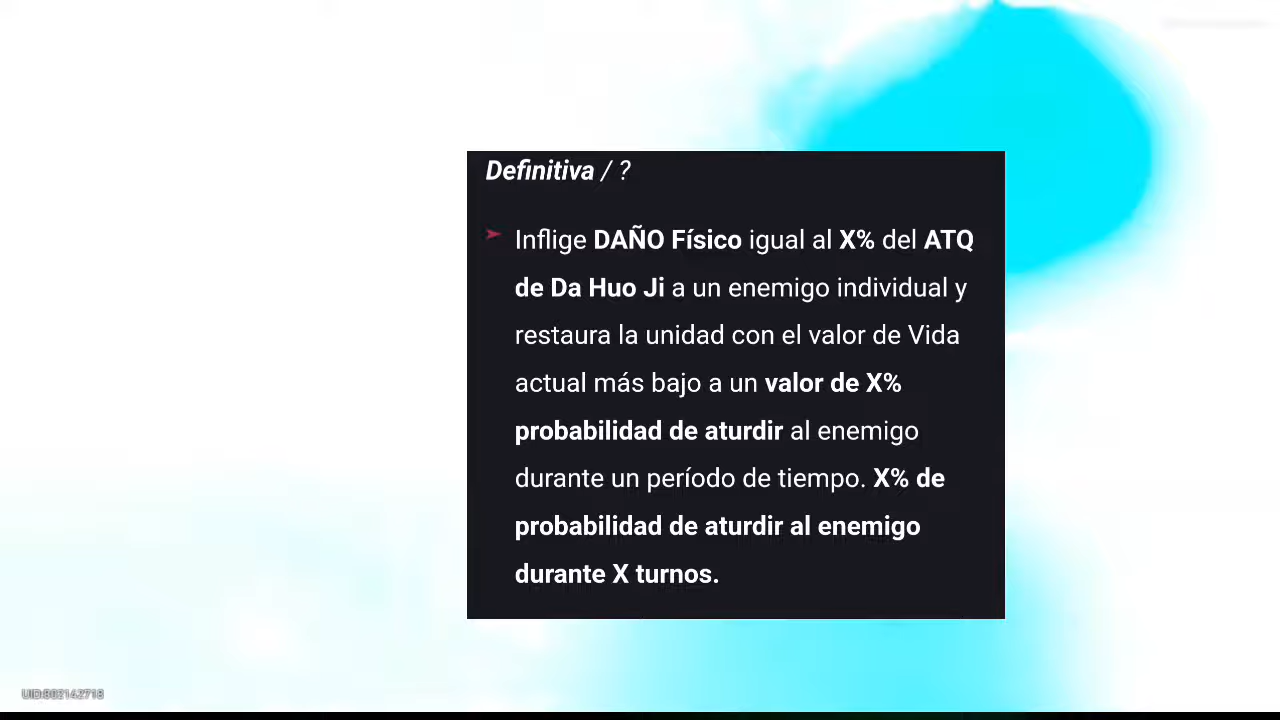 Definitiva / ?
Inflige DAÑO Físico igual al X% del ATQ
de Da Huo Ji a un enemigo individual y
restaura la unidad con el valor de Vida
actual más bajo a un valor de X%
probabilidad de aturdir al enemigo
durante un período de tiempo. X% de
probabilidad de aturdir al enemigo
durante X turnos.
UID:802142718